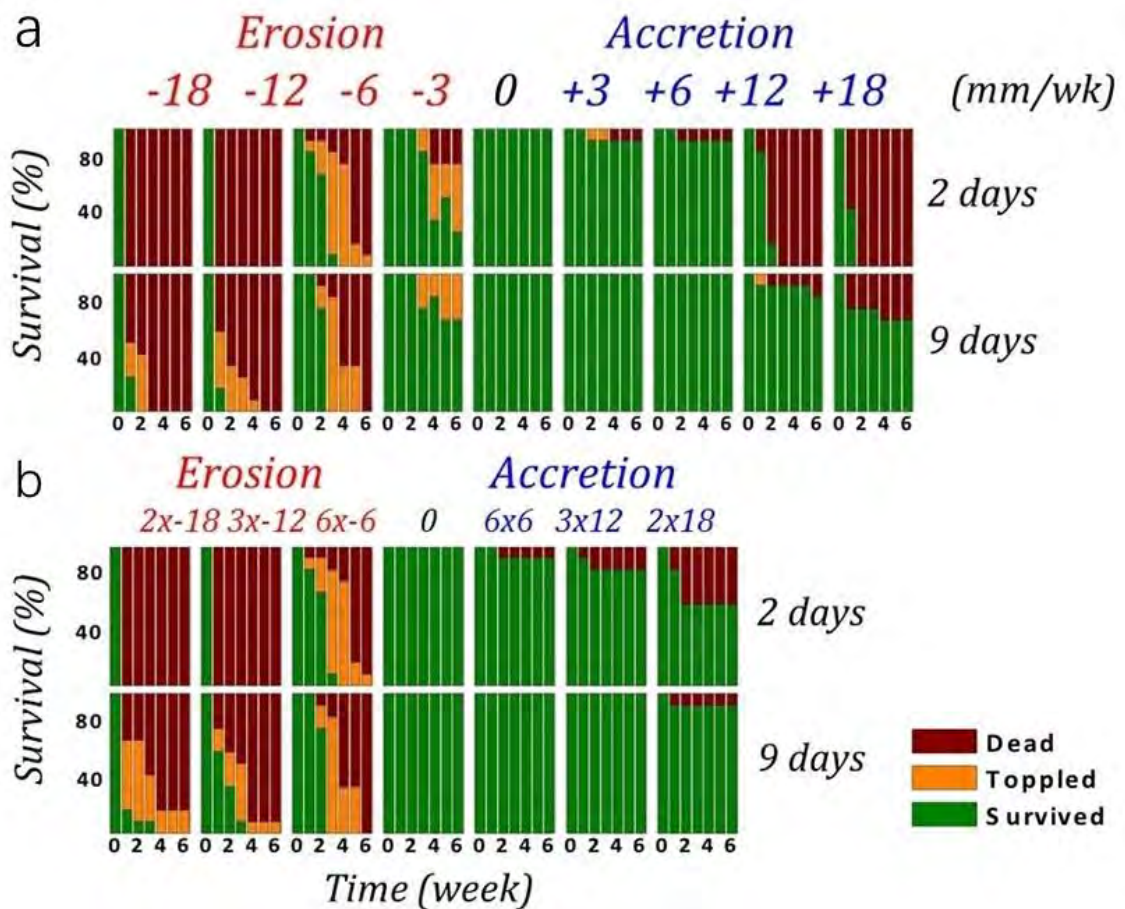 a
Erosion Accretion
-18 -12 -6 -3 0 +3 +6 +12 +18 (mm/wk)
Survival (%)
80
40
2 days
80
40
9 days
0 2 4 6 0 2 4 6 0 2 4 6 0 2 4 6 0 2 4 6 0 2 4 6 0 2 4 6 0 2 4 6 0 2 4 6
b
Erosion Accretion
2x-18 3x-12 6x-6 0 6x6 3x12 2x18
Survival (%)
80
40
2 days
80
40
9 days
0 2 4 6 0 2 4 6 0 2 4 6 0 2 4 6 0 2 4 6 0 2 4 6 0 2 4 6
Time (week)
Dead
Toppled
Survived